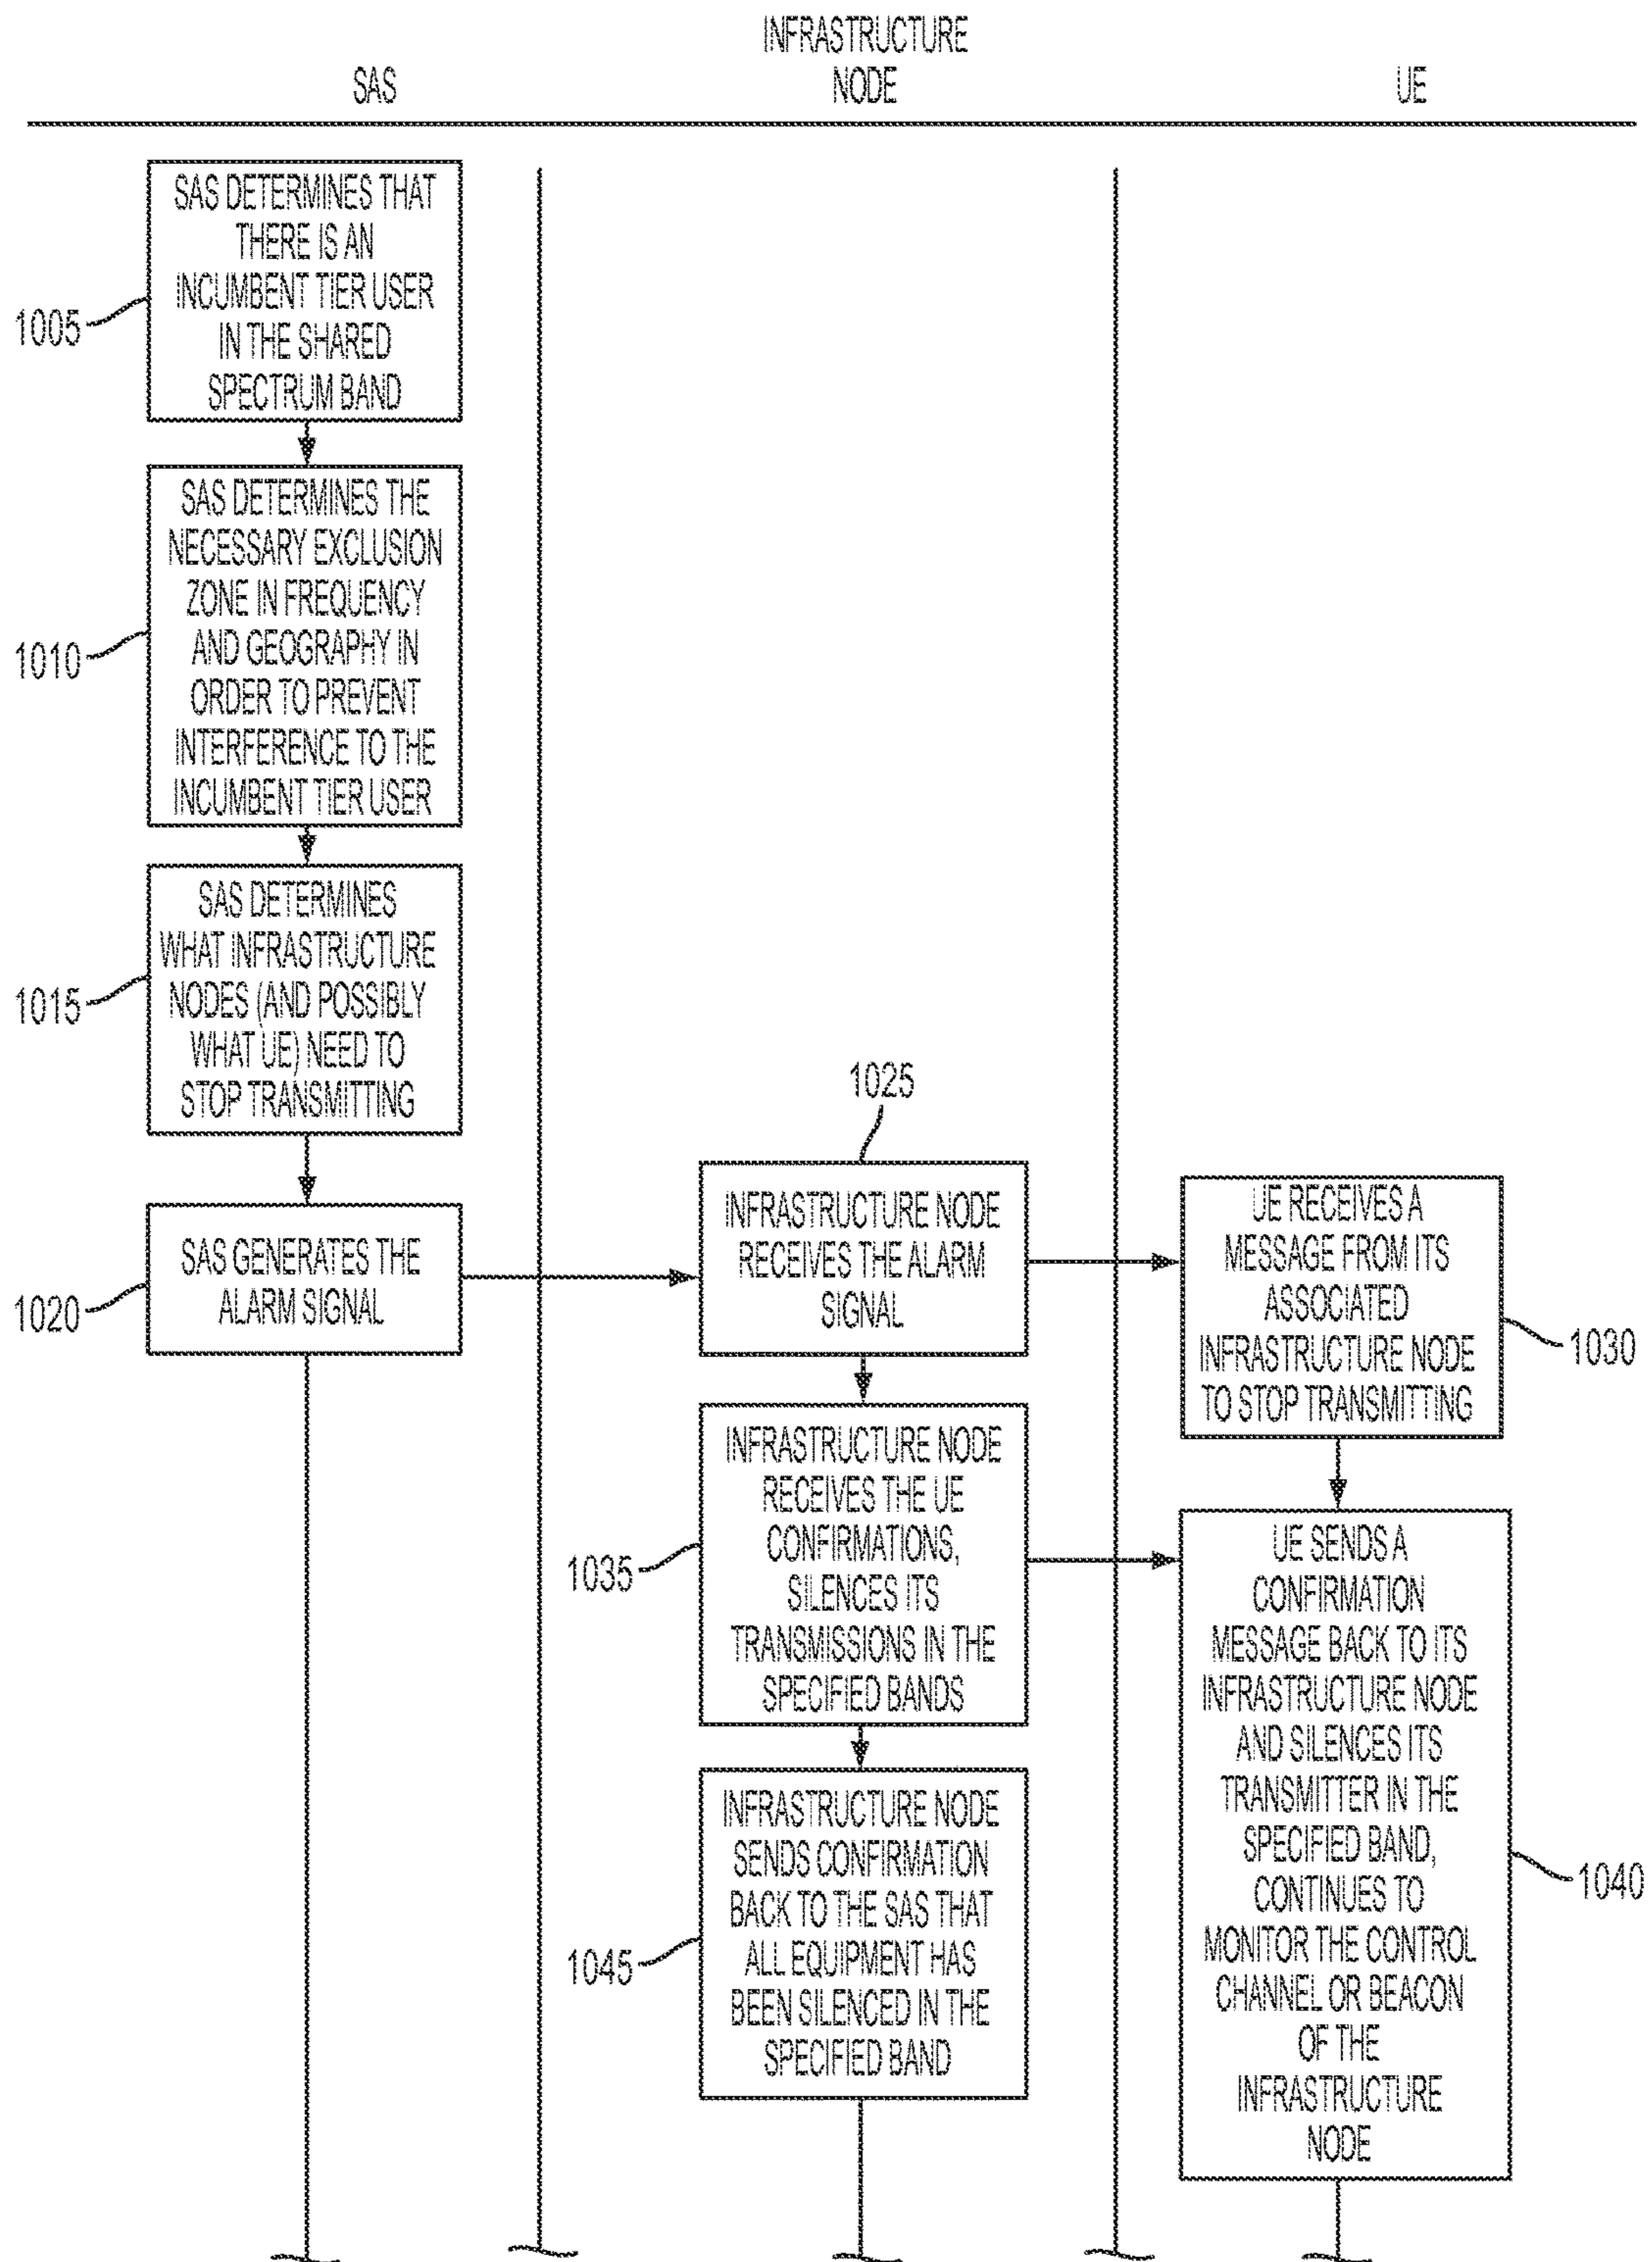 INFRASTRUCTURE
NODE
SAS
UE
SAS DETERMINES THAT
THERE IS AN
INCUMBENT TIER USER
IN THE SHARED
SPECTRUM BAND
1005
SAS DETERMINES THE
NECESSARY EXCLUSION
ZONE IN FREQUENCY
AND GEOGRAPHY IN
ORDER TO PREVENT
INTERFERENCE TO THE
INCUMBENT TIER USER
1010
SAS DETERMINES
WHAT INFRASTRUCTURE
NODES (AND POSSIBLY
WHAT UE) NEED TO
STOP TRANSMITTING
1015
SAS GENERATES THE
ALARM SIGNAL
1020
1025
INFRASTRUCTURE NODE
RECEIVES THE ALARM
SIGNAL
UE RECEIVES A
MESSAGE FROM ITS
ASSOCIATED
INFRASTRUCTURE NODE
TO STOP TRANSMITTING
1030
INFRASTRUCTURE NODE
RECEIVES THE UE
CONFIRMATIONS,
SILENCES ITS
TRANSMISSIONS IN THE
SPECIFIED BANDS
1035
UE SENDS A
CONFIRMATION
MESSAGE BACK TO ITS
INFRASTRUCTURE NODE
AND SILENCES ITS
TRANSMITTER IN THE
SPECIFIED BAND,
CONTINUES TO
MONITOR THE CONTROL
CHANNEL OR BEACON
OF THE
INFRASTRUCTURE
NODE
1040
INFRASTRUCTURE NODE
SENDS CONFIRMATION
BACK TO THE SAS THAT
ALL EQUIPMENT HAS
BEEN SILENCED IN THE
SPECIFIED BAND
1045